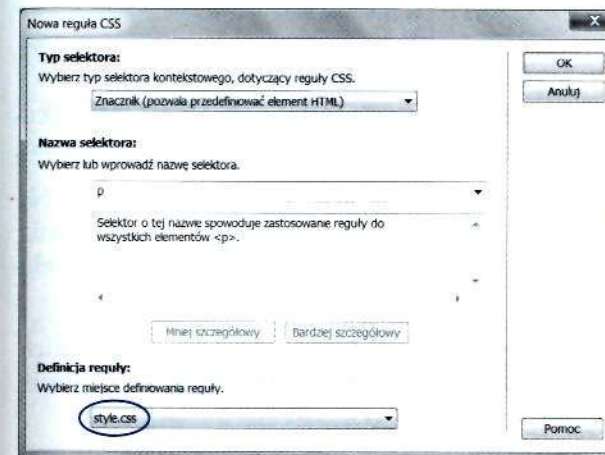 Nowa reguła CSS
Typ selektora:
Wybierz typ selektora kontekstowego, dotyczący reguły CSS.
Znacznik (pozwala przedefiniować element HTML)
OK
Anuluj
Nazwa selektora:
Wybierz lub wprowadź nazwę selektora.
p
Selektor o tej nazwie spowoduje zastosowanie reguły do
wszystkich elementów <p>.
Mniej szczegółowy
Bardziej szczegółowy
Definicja reguły:
Wybierz miejsce definiowania reguły.
style.css
Pomoc